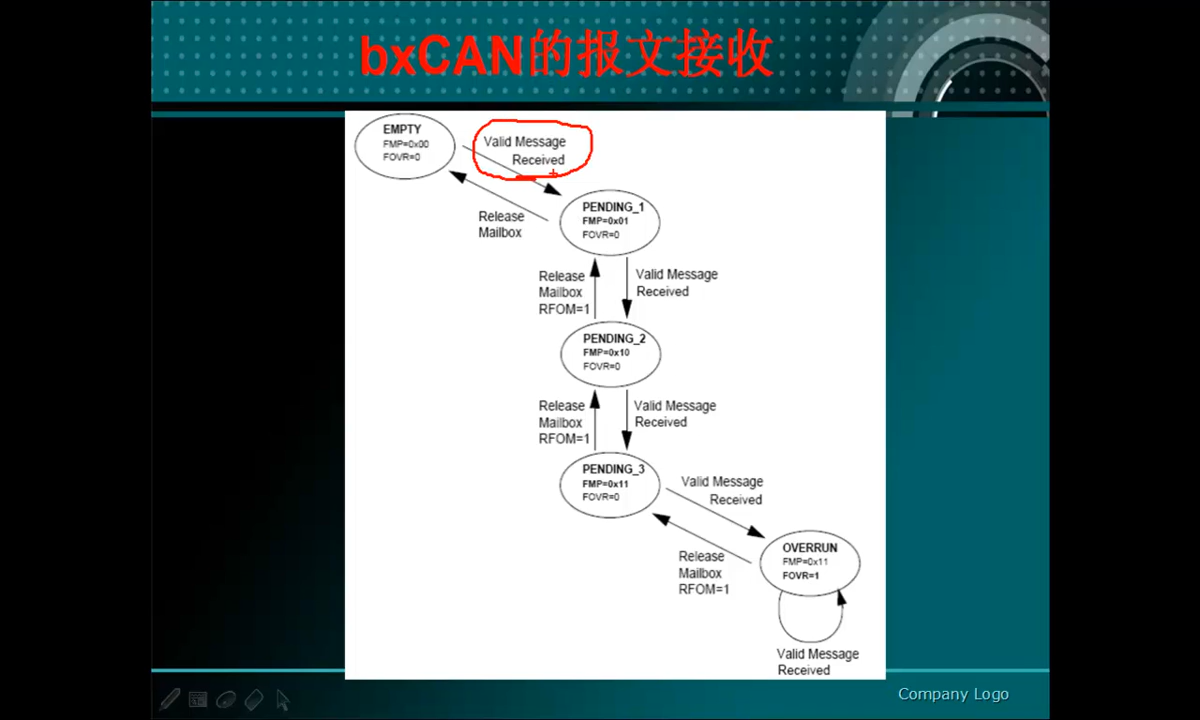 bxCAN的报文接收
EMPTY
FMP=0x00
FOVR=0
Valid Message
Received
Release
Mailbox
PENDING_1
FMP=0x01
FOVR=0
Release
Mailbox
RFOM=1
Valid Message
Received
PENDING_2
FMP=0x10
FOVR=0
Release
Mailbox
RFOM=1
Valid Message
Received
PENDING_3
FMP=0x11
FOVR=0
Valid Message
Received
Release
Mailbox
RFOM=1
OVERRUN
FMP=0x11
FOVR=1
Valid Message
Received
Company Logo